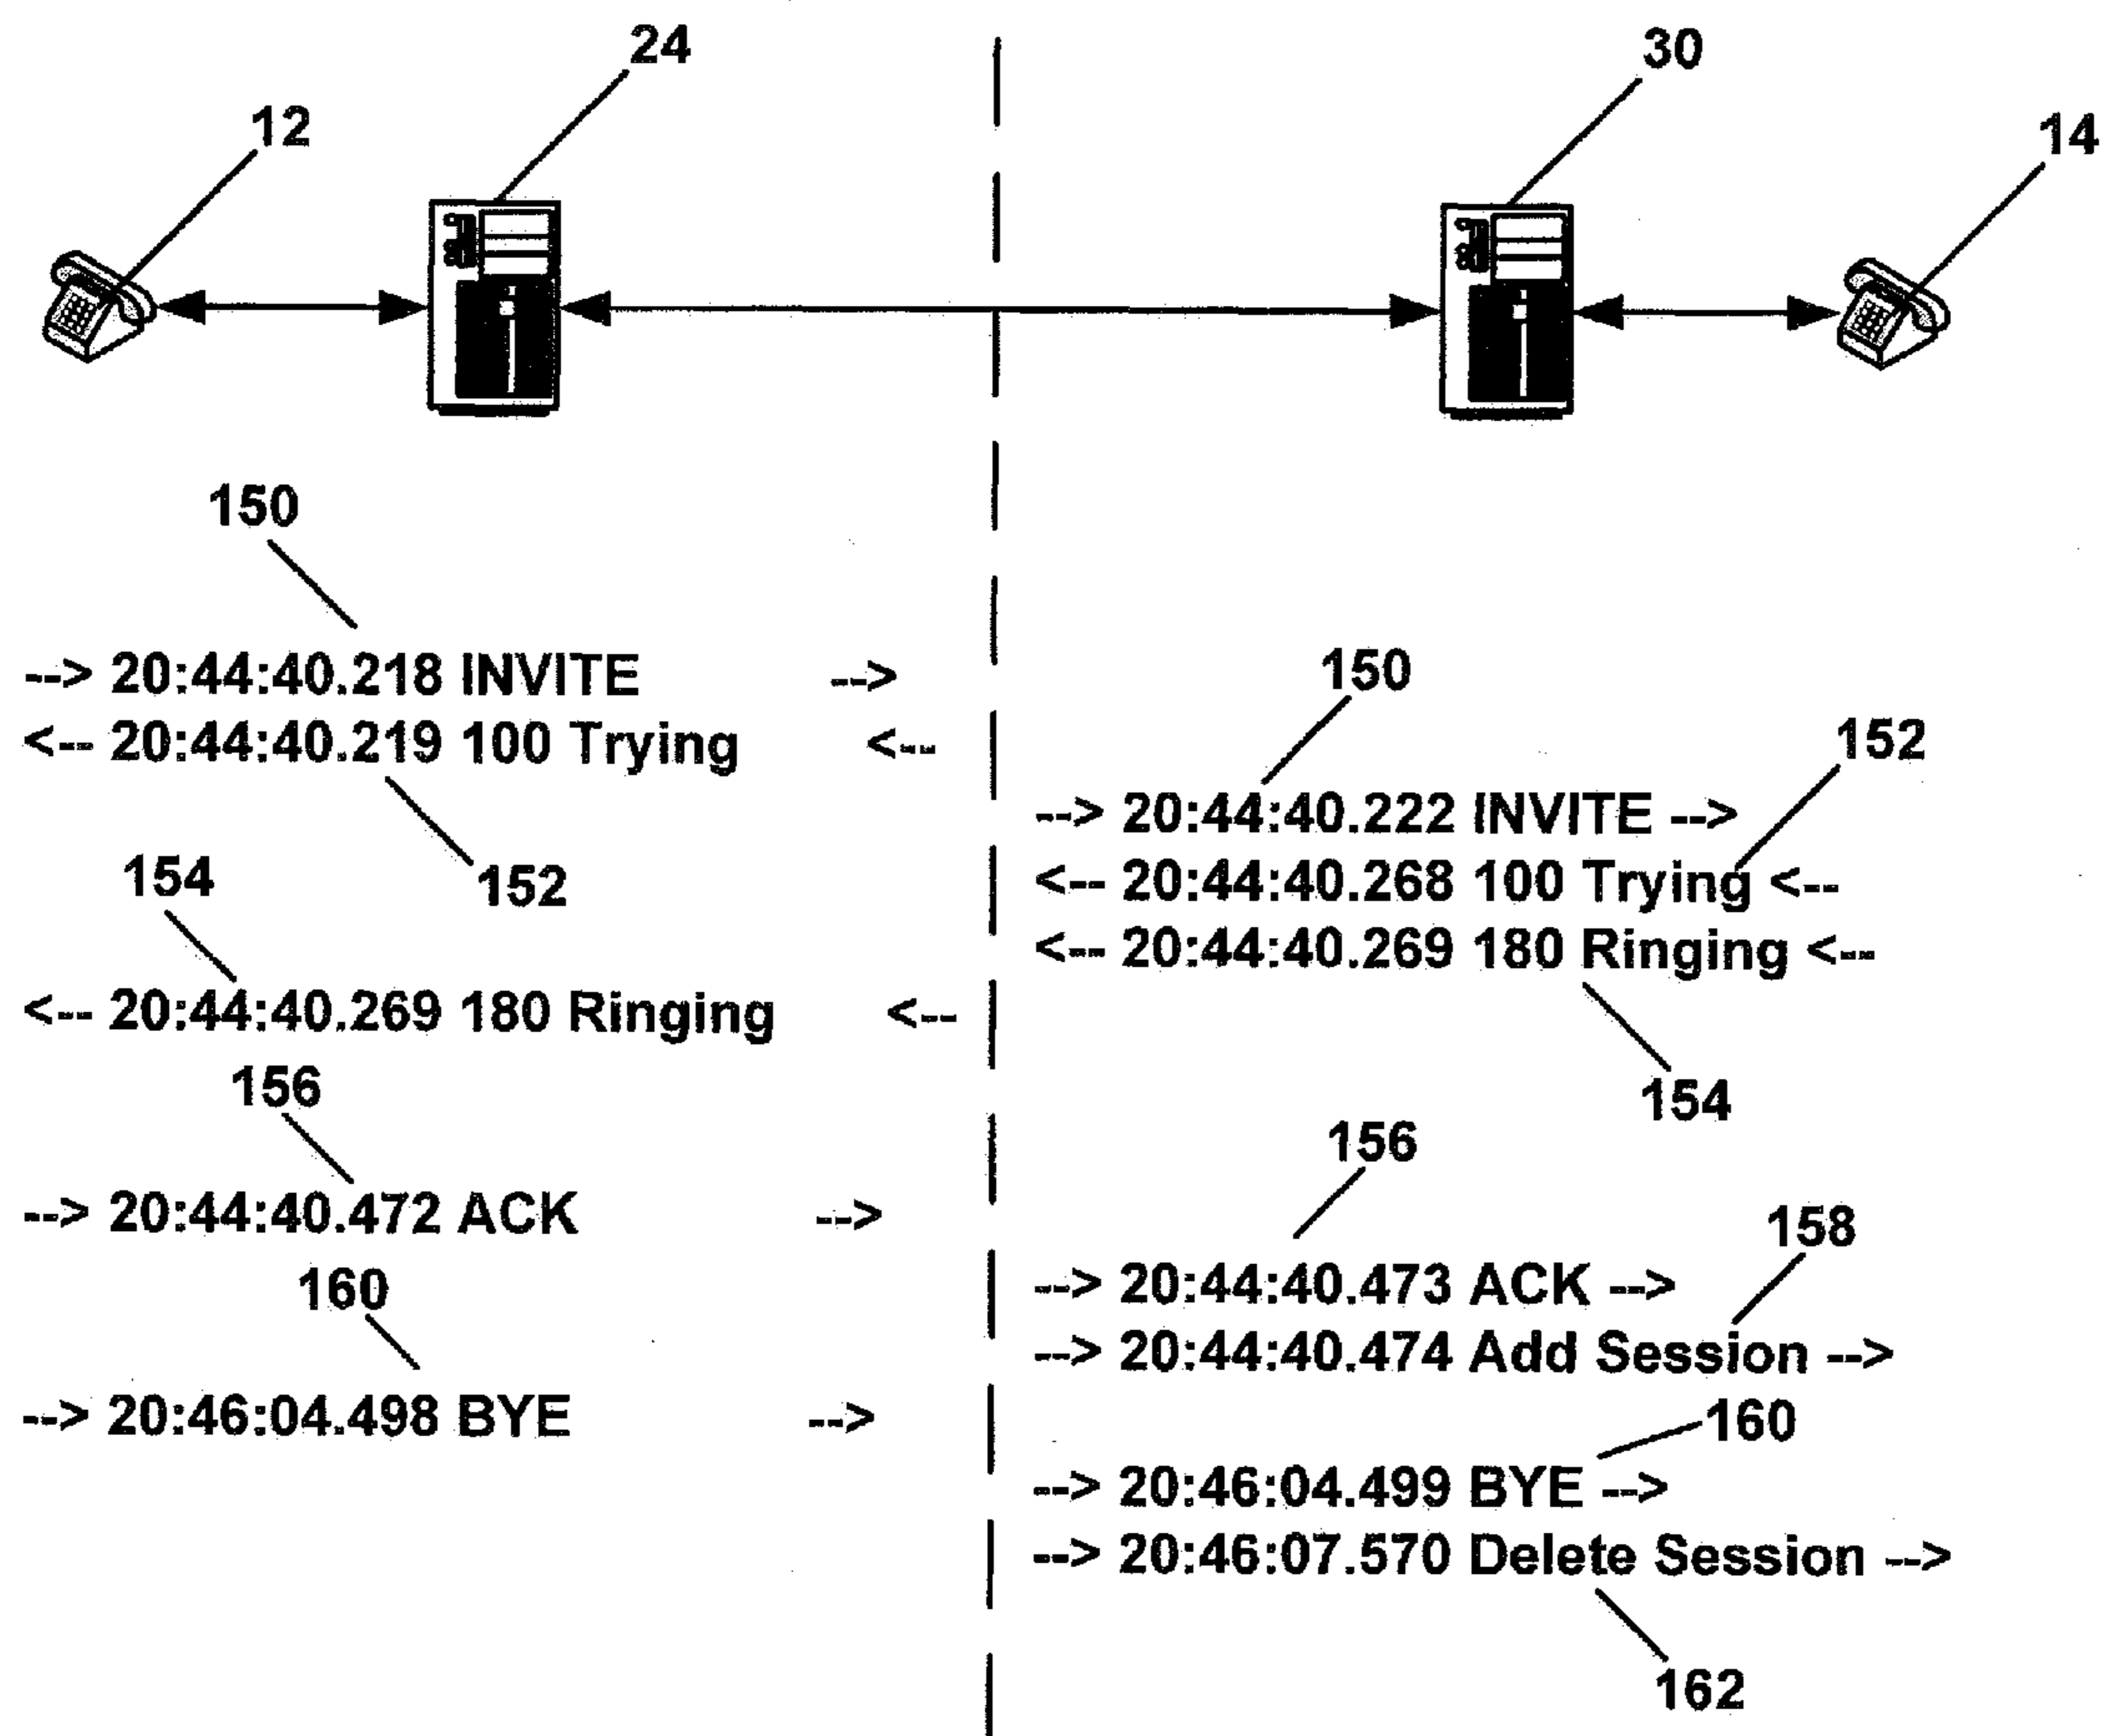 24
30
12
14
150
--> 20:44:40.218 INVITE -->
<-- 20:44:40.219 100 Trying <--
152
154
<-- 20:44:40.269 180 Ringing <--
156
--> 20:44:40.472 ACK -->
160
--> 20:46:04.498 BYE -->
150
152
--> 20:44:40.222 INVITE -->
<-- 20:44:40.268 100 Trying <--
<-- 20:44:40.269 180 Ringing <--
154
156
158
--> 20:44:40.473 ACK -->
--> 20:44:40.474 Add Session -->
160
--> 20:46:04.499 BYE -->
--> 20:46:07.570 Delete Session -->
162